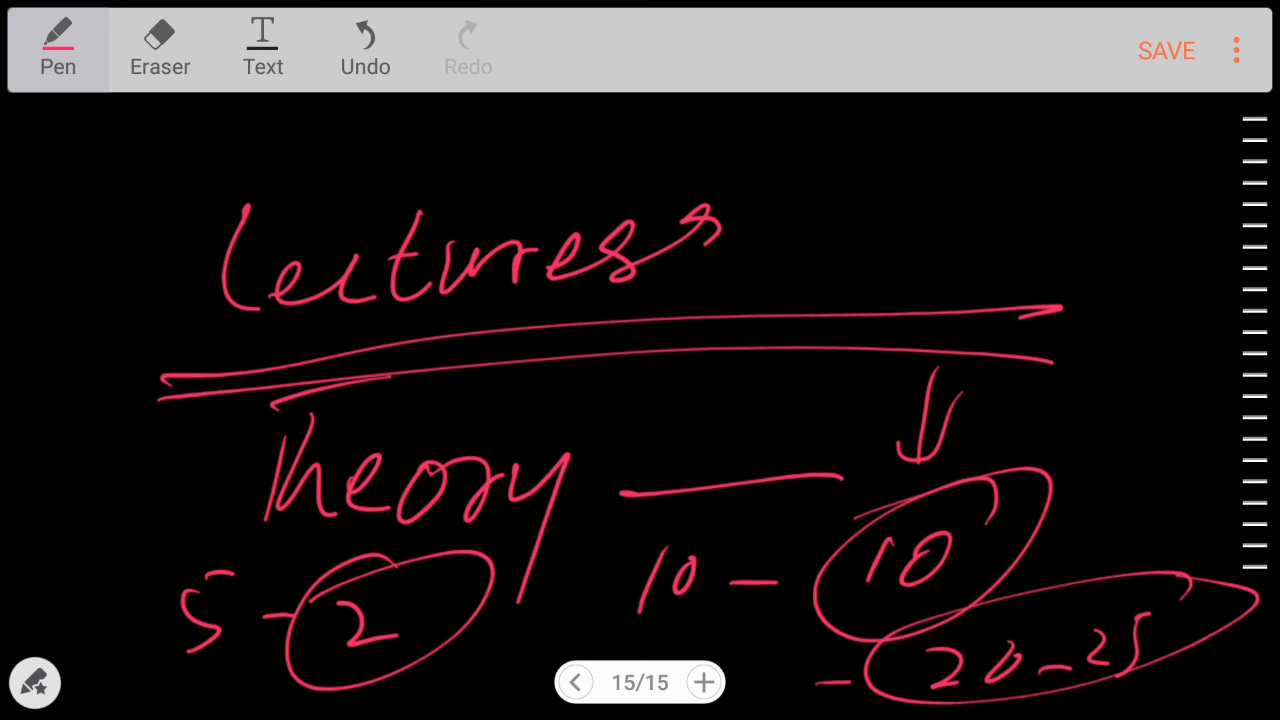 Pen Eraser Text Undo Redo SAVE
Lectures
Theory
5 - 2 10 - 10
- 20-25
15/15